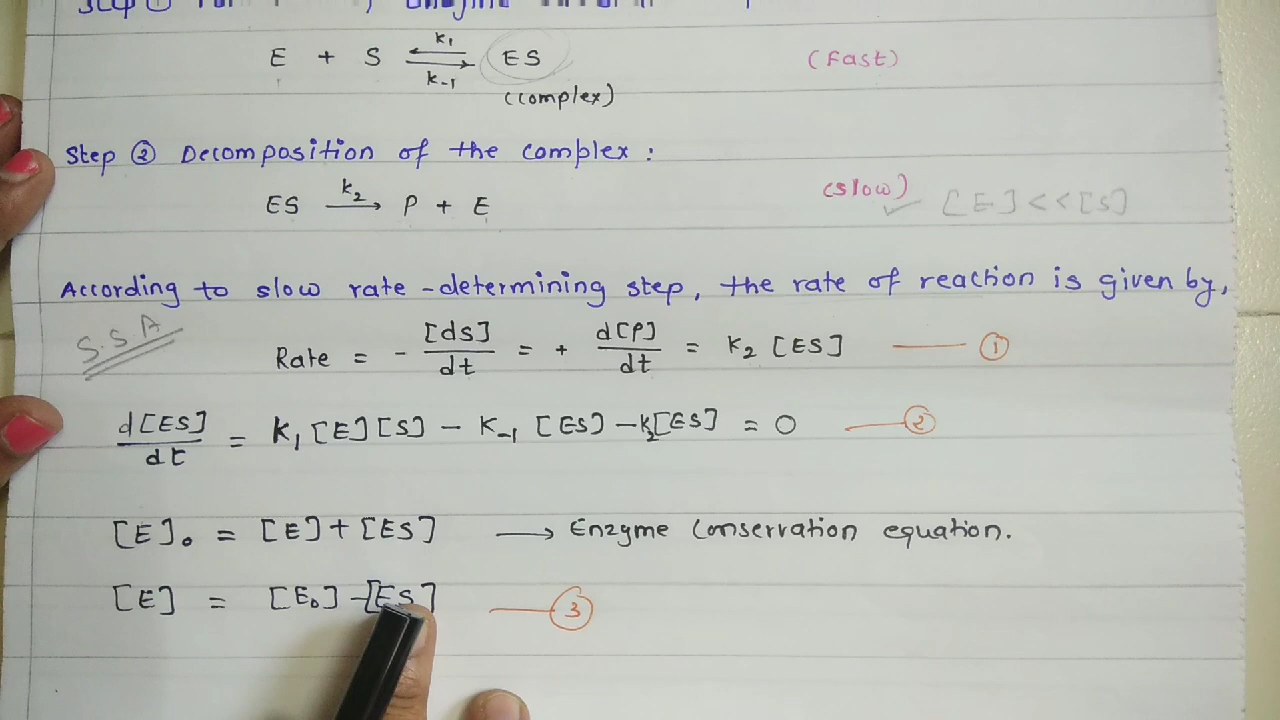 Step ①
E + S ⇌ ES (Fast)
k₁
k₋₁
(complex)
Step ② Decomposition of the complex :
ES —k₂→ P + E (slow) ✓ [E]<<[S]
According to slow rate-determining step, the rate of reaction is given by,
S.S.A
Rate = - [ds]/dt = + d[P]/dt = K₂ [ES] —— ①
d[ES]/dt = K₁ [E][S] - K₋₁ [ES] - K₂[ES] = 0 —— ②
[E]₀ = [E] + [ES] → Enzyme conservation equation.
[E] = [E₀] - [ES] —— ③